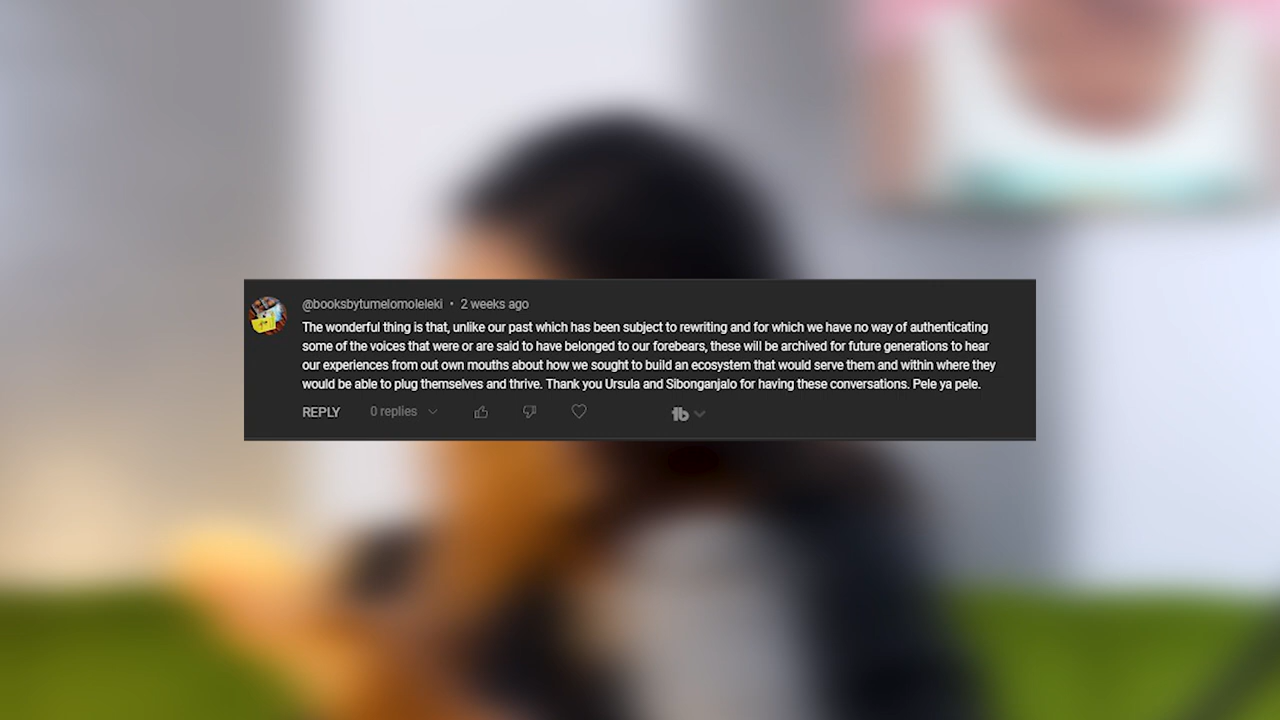 @booksbytumelomoleleki • 2 weeks ago
The wonderful thing is that, unlike our past which has been subject to rewriting and for which we have no way of authenticating
some of the voices that were or are said to have belonged to our forebears, these will be archived for future generations to hear
our experiences from out own mouths about how we sought to build an ecosystem that would serve them and within where they
would be able to plug themselves and thrive. Thank you Ursula and Sibonganjalo for having these conversations. Pele ya pele.
REPLY 0 replies